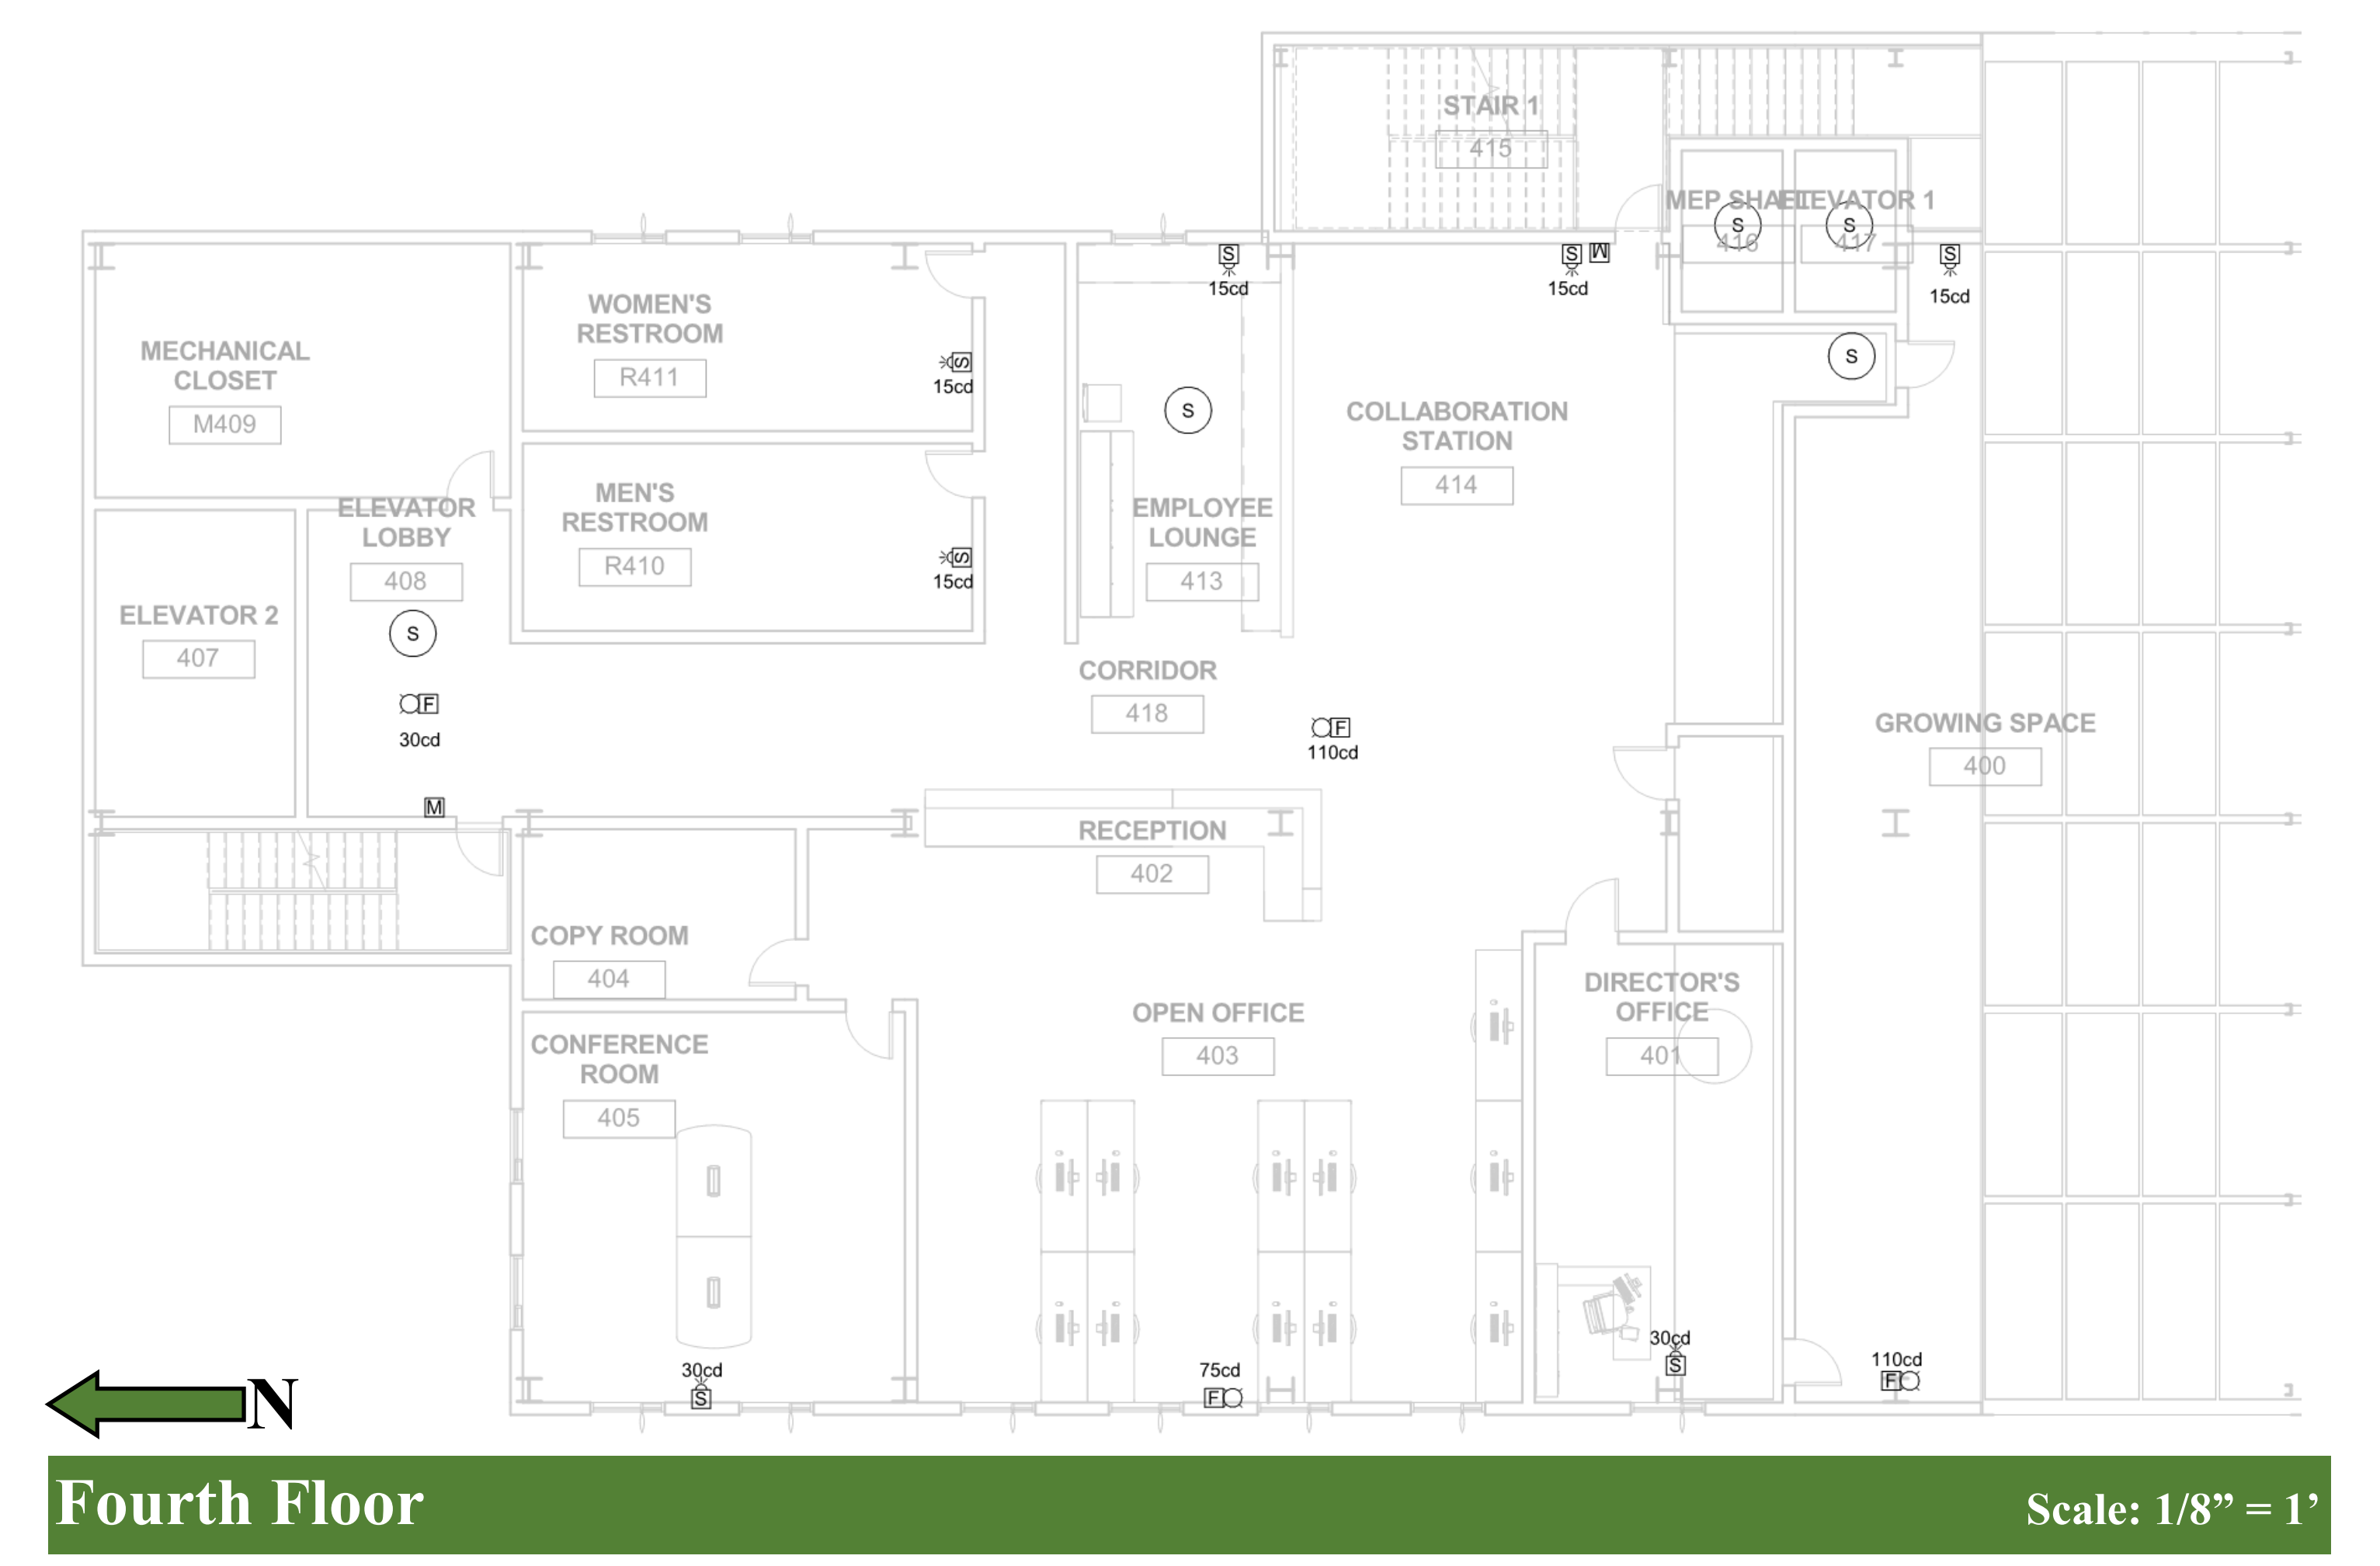 STAIR 1
415
MEP SHAFT
416
ELEVATOR 1
417
S
S
S
15cd
S
M
15cd
S
15cd
WOMEN'S
RESTROOM
R411
S
15cd
MECHANICAL
CLOSET
M409
S
S
COLLABORATION
STATION
414
MEN'S
RESTROOM
R410
S
15cd
ELEVATOR
LOBBY
408
S
EMPLOYEE
LOUNGE
413
ELEVATOR 2
407
F
30cd
M
CORRIDOR
418
F
110cd
GROWING SPACE
400
RECEPTION
402
COPY ROOM
404
OPEN OFFICE
403
DIRECTOR'S
OFFICE
401
CONFERENCE
ROOM
405
30cd
S
75cd
F
30cd
S
110cd
F
N
Fourth Floor
Scale: 1/8” = 1’